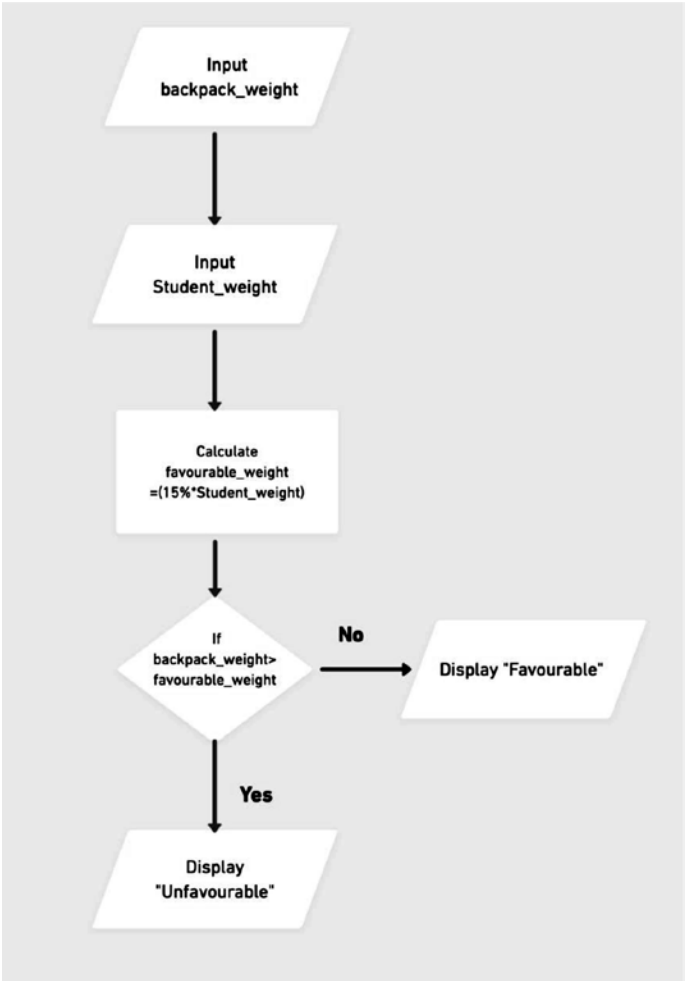 Input
backpack_weight
Input
Student_weight
Calculate
favourable_weight
=(15%*Student_weight)
If
backpack_weight>
favourable_weight
No
Display "Favourable"
Yes
Display
"Unfavourable"